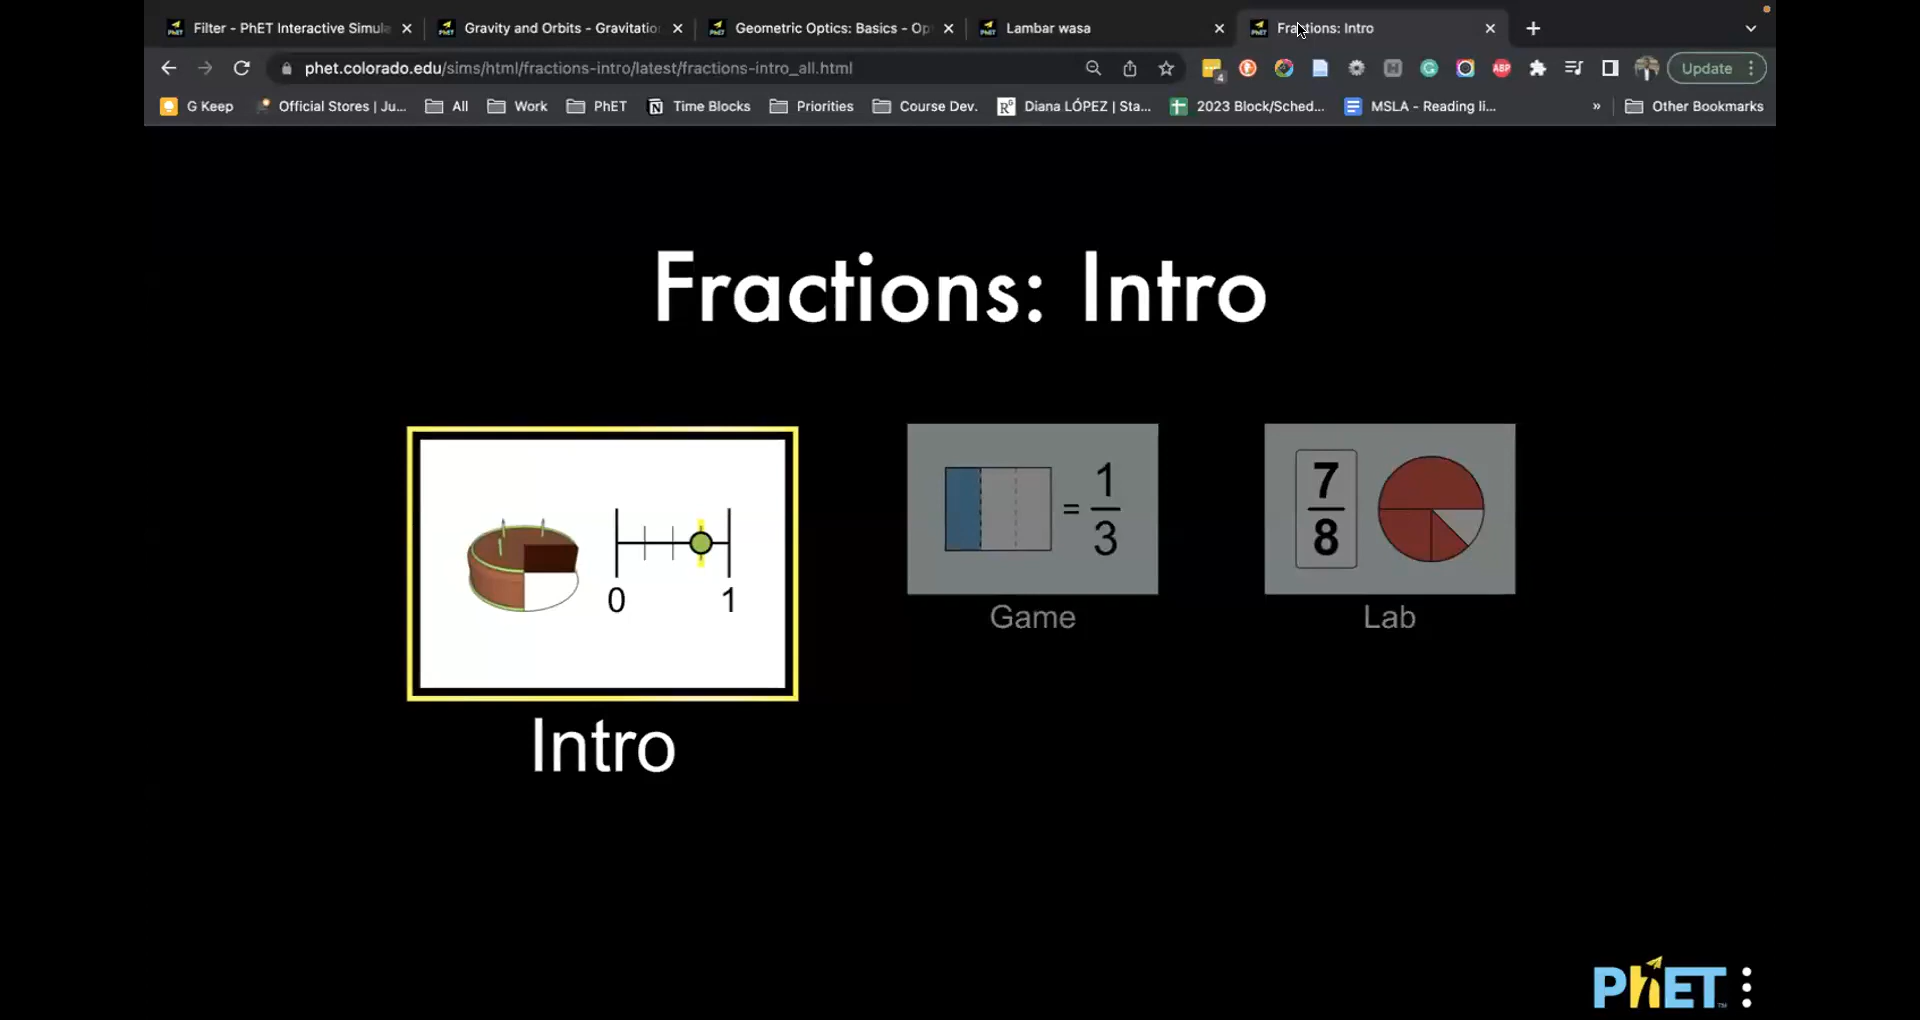 Filter - PhET Interactive Simula
Gravity and Orbits - Gravitatio
Geometric Optics: Basics - Op
Lambar wasa
Fractions: Intro
phet.colorado.edu/sims/html/fractions-intro/latest/fractions-intro_all.html
4
ABP
Update
G Keep
Official Stores | Ju...
All
Work
PhET
Time Blocks
Priorities
Course Dev.
Diana LÓPEZ | Sta...
2023 Block/Sched...
MSLA - Reading li...
»
Other Bookmarks
Fractions: Intro
0 1
Intro
= 1/3
Game
7/8
Lab
PhET